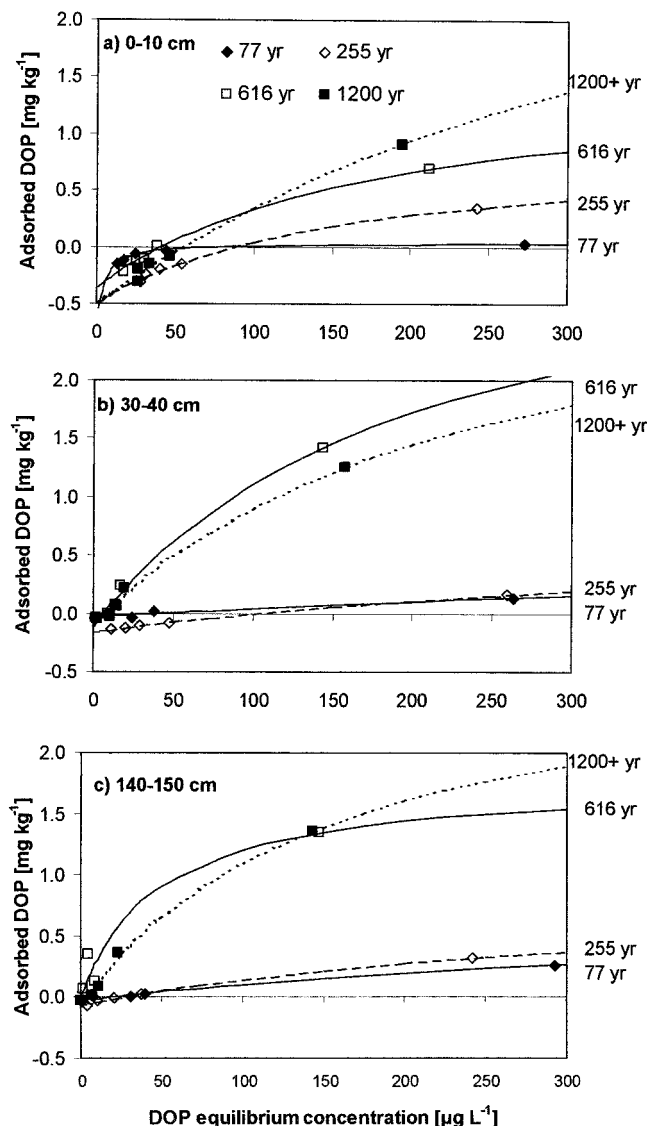 a) 0-10 cm
77 yr
255 yr
616 yr
1200 yr
Adsorbed DOP [mg kg⁻¹]
2.0
1.5
1.0
0.5
0.0
-0.5
0
50
100
150
200
250
300
1200+ yr
616 yr
255 yr
77 yr
b) 30-40 cm
Adsorbed DOP [mg kg⁻¹]
2.0
1.5
1.0
0.5
0.0
-0.5
0
50
100
150
200
250
300
616 yr
1200+ yr
255 yr
77 yr
c) 140-150 cm
Adsorbed DOP [mg kg⁻¹]
2.0
1.5
1.0
0.5
0.0
-0.5
0
50
100
150
200
250
300
1200+ yr
616 yr
255 yr
77 yr
DOP equilibrium concentration [µg L⁻¹]